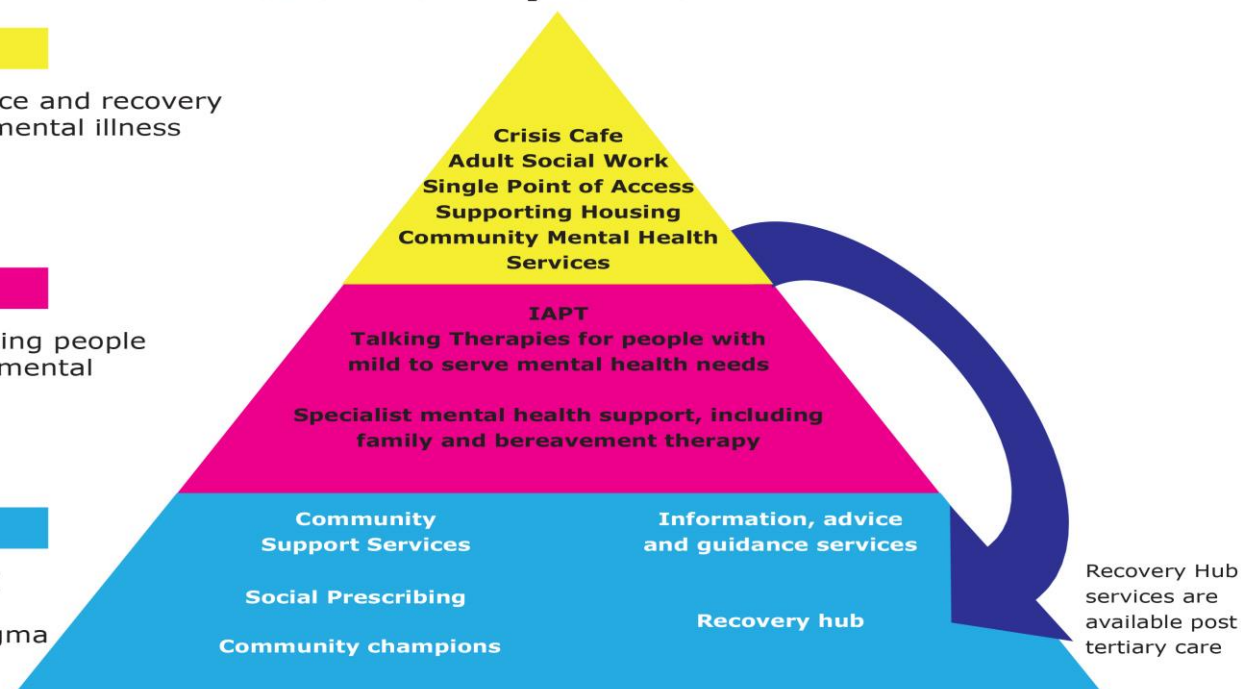 ce and recovery
mental illness
Crisis Cafe
Adult Social Work
Single Point of Access
Supporting Housing
Community Mental Health
Services
ing people
mental
IAPT
Talking Therapies for people with
mild to serve mental health needs
Specialist mental health support, including
family and bereavement therapy
gma
Community
Support Services
Social Prescribing
Community champions
Information, advice
and guidance services
Recovery hub
Recovery Hub
services are
available post
tertiary care